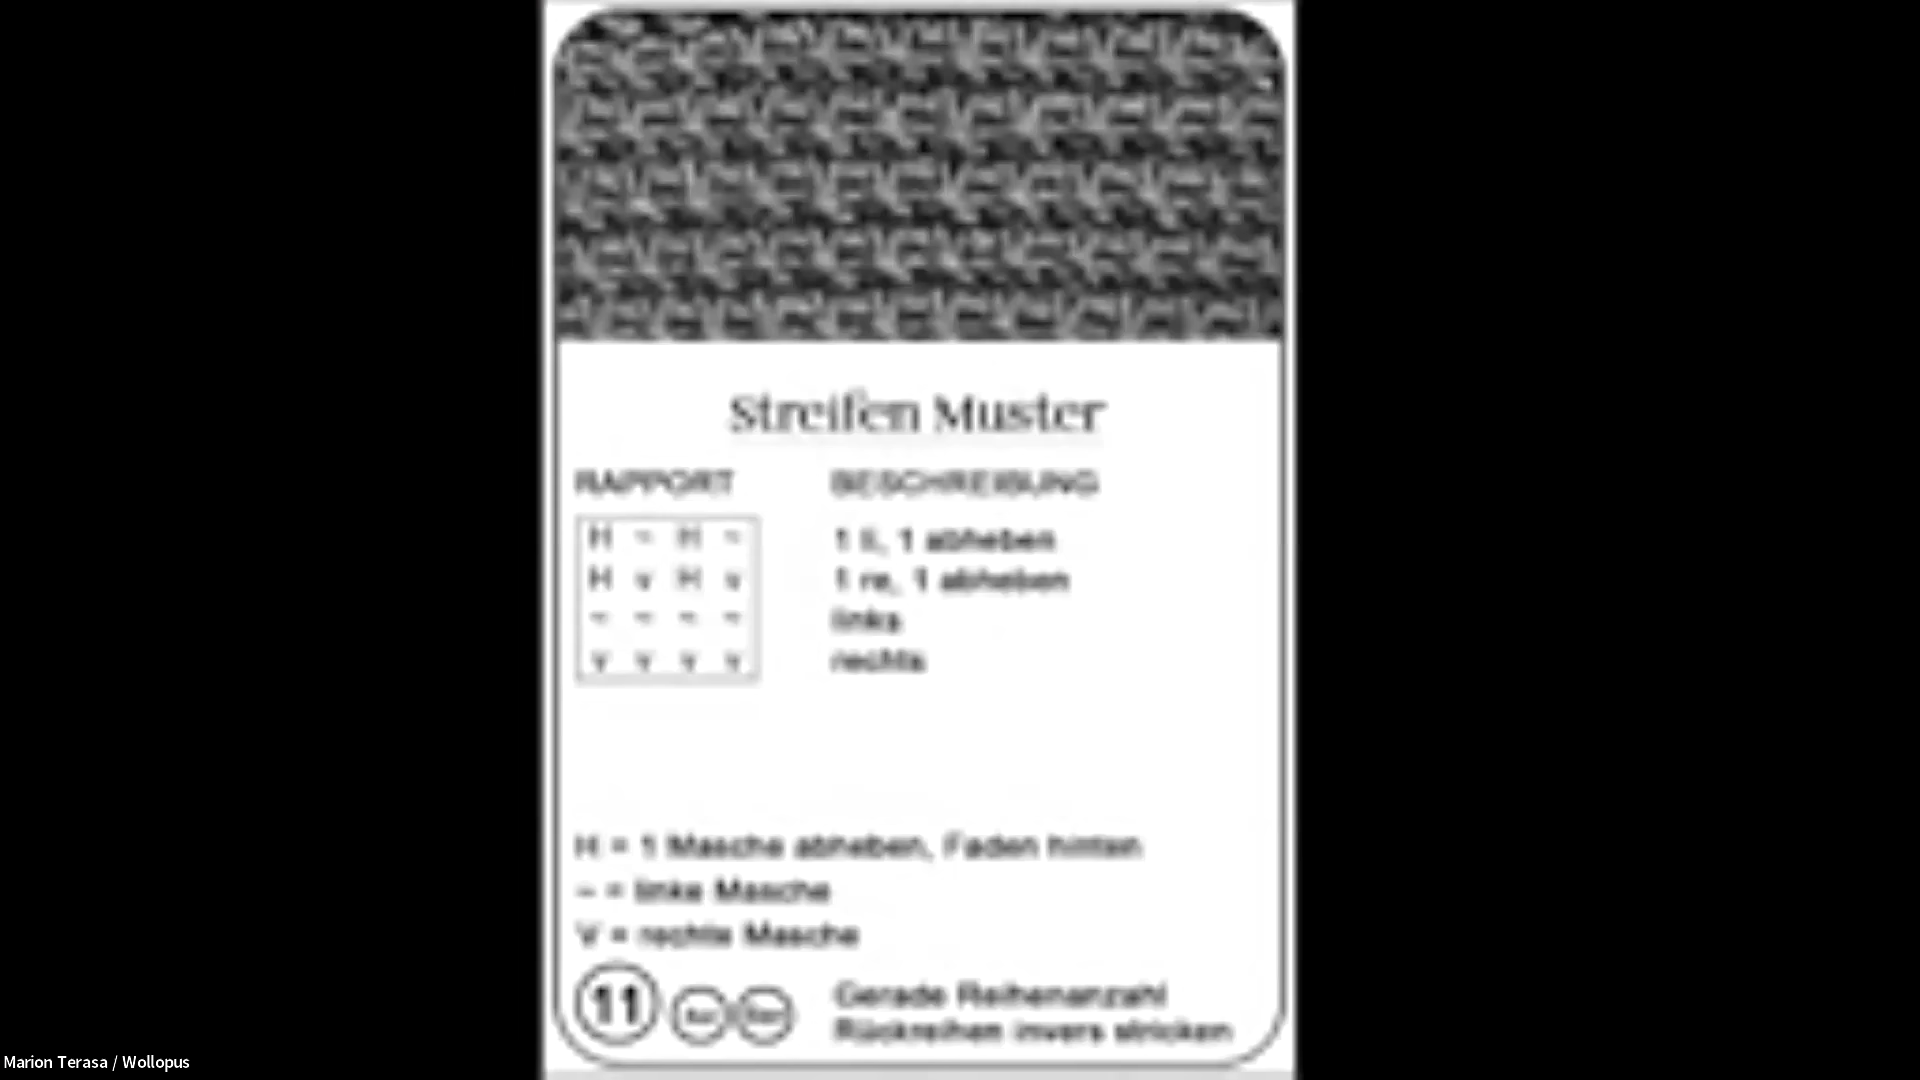 Streifen Muster
RAPPORT BESCHREIBUNG
H ~ H ~ 1 li, 1 abheben
H v H v 1 re, 1 abheben
~ ~ ~ ~ links
v v v v rechts
H = 1 Masche abheben, Faden hinten
~ = linke Masche
V = rechte Masche
11 Gerade Reihenanzahl
Rückreihen invers stricken
Marion Terasa / Wollopus